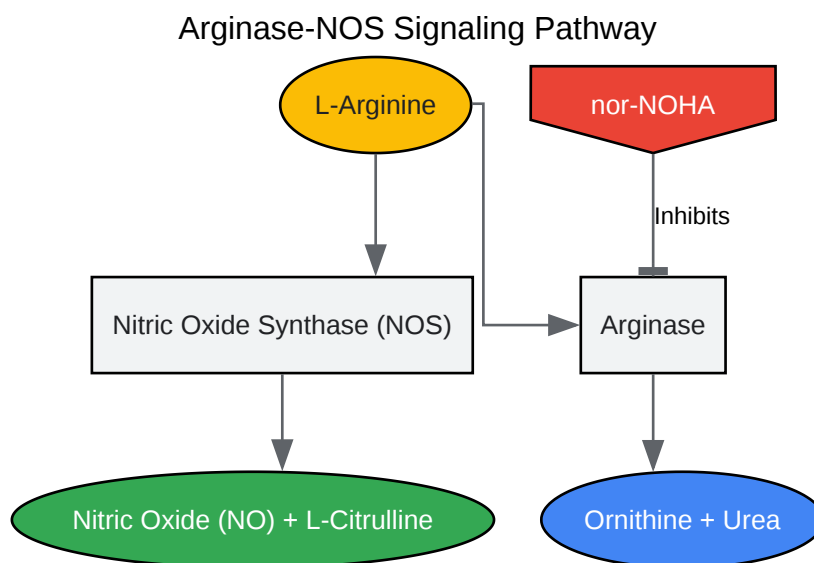 Arginase-NOS Signaling Pathway
L-Arginine
nor-NOHA
Inhibits
Nitric Oxide Synthase (NOS)
Arginase
Nitric Oxide (NO) + L-Citrulline
Ornithine + Urea